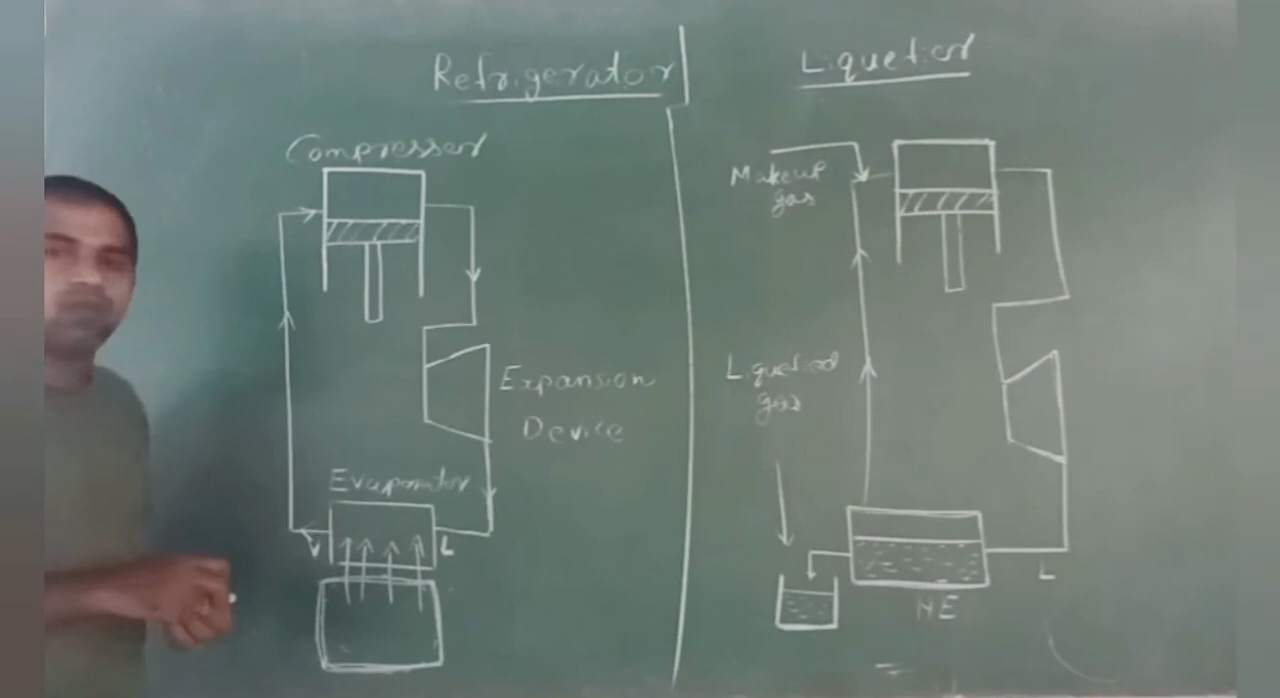 Refrigerator
Compressor
Expansion
Device
Evaporator
V
L
Liquefier
Makeup
gas
Liquefied
gas
L
HE